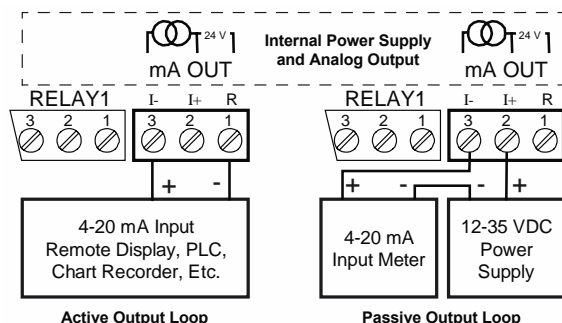 24 V
24 V
Internal Power Supply
and Analog Output
mA OUT
mA OUT
RELAY1
I- I+ R
RELAY1
I- I+ R
3 2 1
3 2 1
3 2 1
3 2 1
+ -
+ - - +
4-20 mA Input
Remote Display, PLC,
Chart Recorder, Etc.
4-20 mA
Input Meter
12-35 VDC
Power
Supply
Active Output Loop
Passive Output Loop